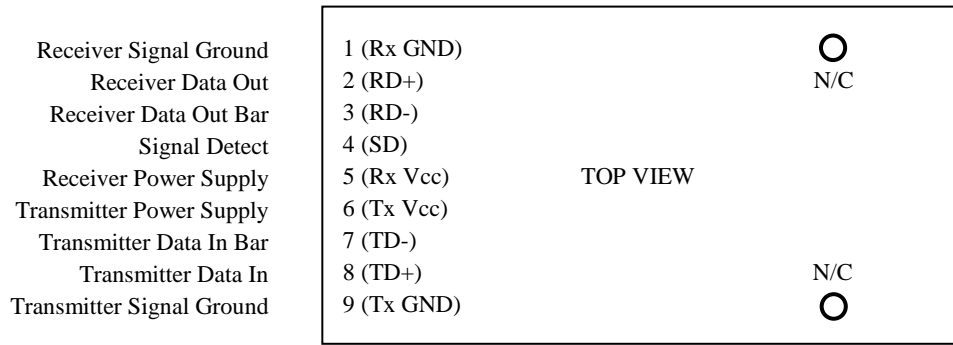 Receiver Signal Ground 1 (Rx GND)
Receiver Data Out 2 (RD+) N/C
Receiver Data Out Bar 3 (RD-)
Signal Detect 4 (SD)
Receiver Power Supply 5 (Rx Vcc) TOP VIEW
Transmitter Power Supply 6 (Tx Vcc)
Transmitter Data In Bar 7 (TD-)
Transmitter Data In 8 (TD+) N/C
Transmitter Signal Ground 9 (Tx GND)